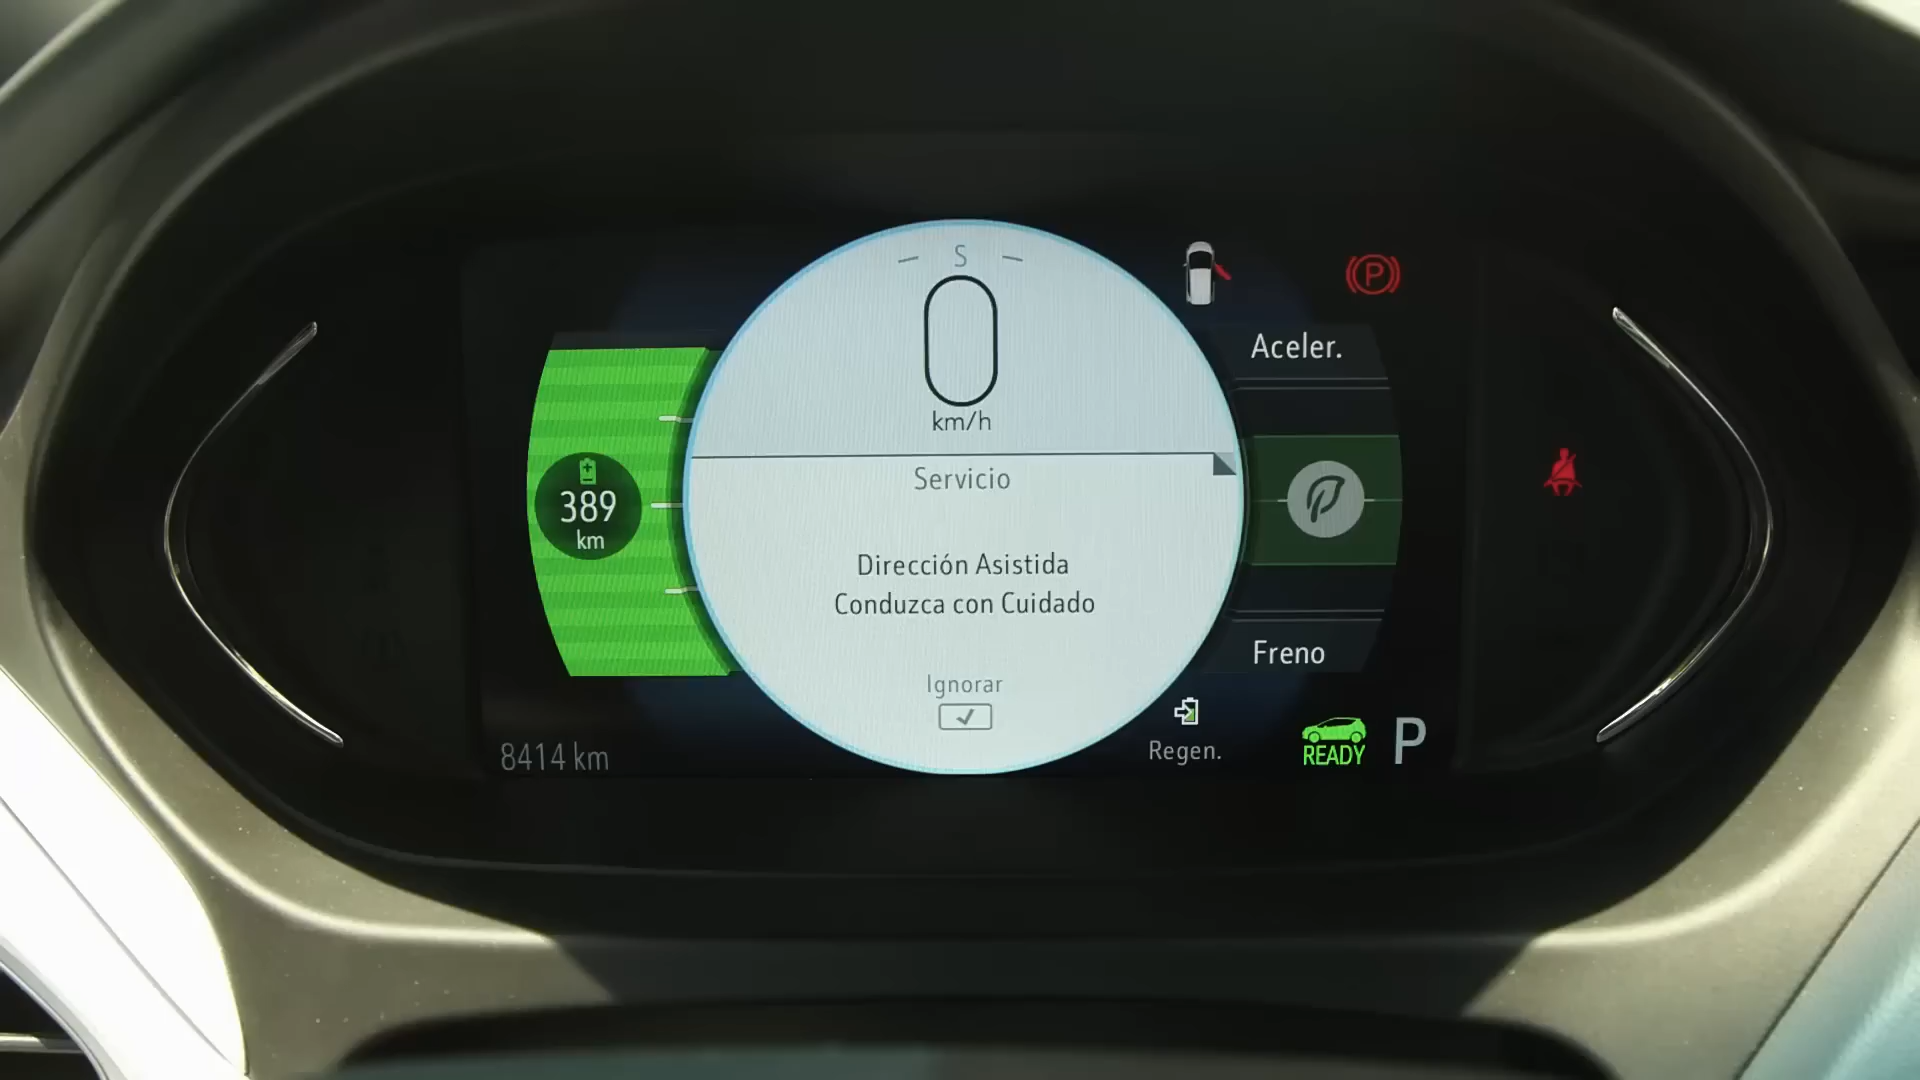 S
0
km/h
Servicio
Dirección Asistida
Conduzca con Cuidado
Ignorar
389
km
8414 km
P
Aceler.
Freno
Regen.
READY
P